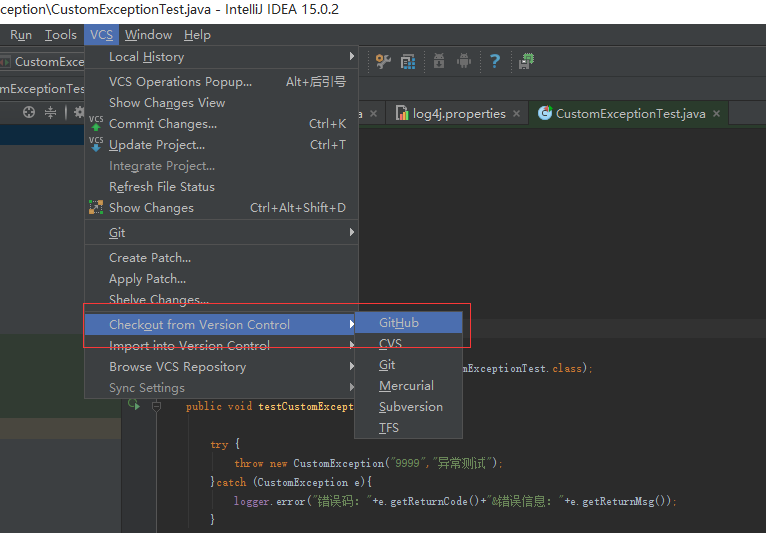 ception\CustomExceptionTest.java - IntelliJ IDEA 15.0.2
Run Tools VCS Window Help
CustomExce
Local History
mExceptionTes
VCS Operations Popup... Alt+后引号
Show Changes View
a × log4j.properties × CustomExceptionTest.java ×
VCS Commit Changes... Ctrl+K
VCS Update Project... Ctrl+T
Integrate Project...
Refresh File Status
Show Changes Ctrl+Alt+Shift+D
Git
Create Patch...
Apply Patch...
Shelve Changes...
Checkout from Version Control
GitHub
Import into Version Control
CVS
Browse VCS Repository
Git
omExceptionTest.class);
Sync Settings
Mercurial
Subversion
TFS
public void testCustomExcept
try {
throw new CustomException("9999","异常测试");
}catch (CustomException e){
logger.error("错误码: "+e.getReturnCode()+"&错误信息: "+e.getReturnMsg());
}